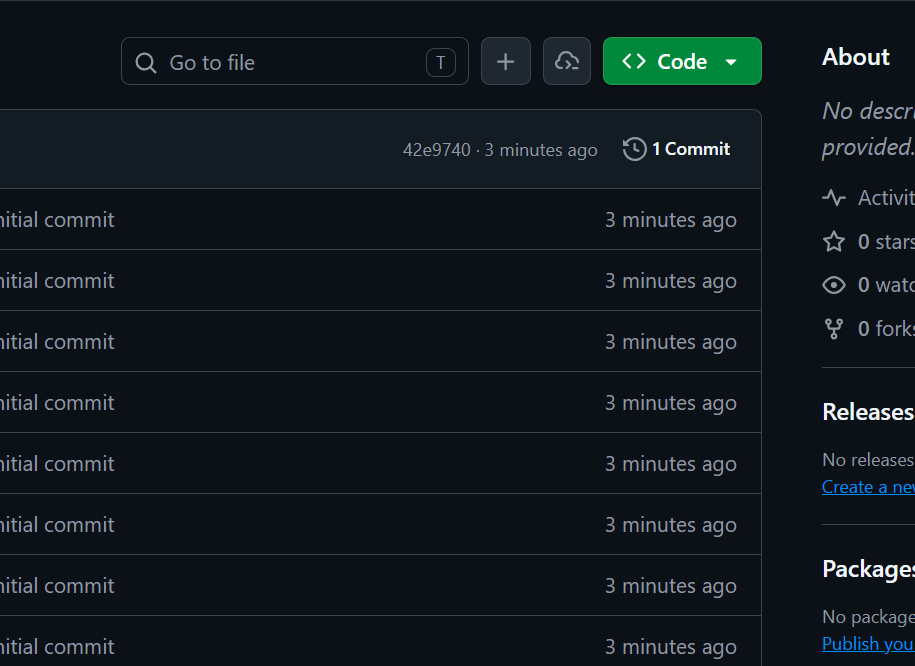 Go to file
T
Code
42e9740 · 3 minutes ago
1 Commit
nitial commit
3 minutes ago
nitial commit
3 minutes ago
nitial commit
3 minutes ago
nitial commit
3 minutes ago
nitial commit
3 minutes ago
nitial commit
3 minutes ago
nitial commit
3 minutes ago
nitial commit
3 minutes ago
About
No descri
provided.
Activit
0 stars
0 watc
0 forks
Releases
No releases
Create a new
Packages
No package
Publish you